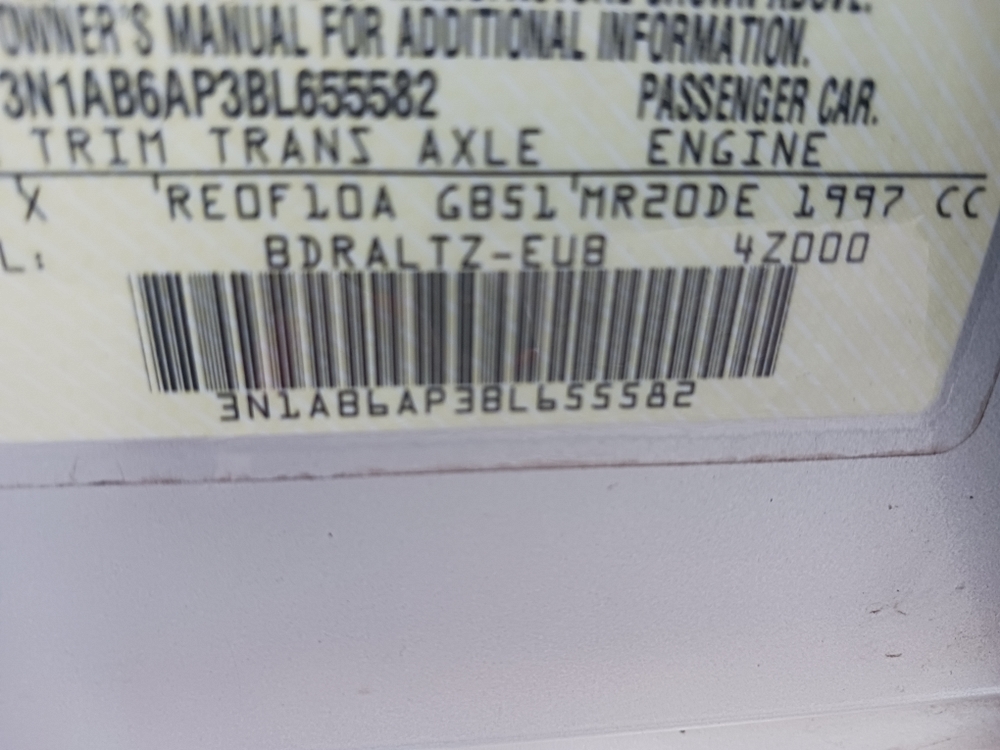 OWNER'S MANUAL FOR ADDITIONAL INFORMATION.
3N1AB6AP3BL655582 PASSENGER CAR.
TRIM TRANS AXLE ENGINE
X RE0F10A GB51 MR20DE 1997 CC
L: BDRALTZ-EUB 4Z000
3N1AB6AP3BL655582